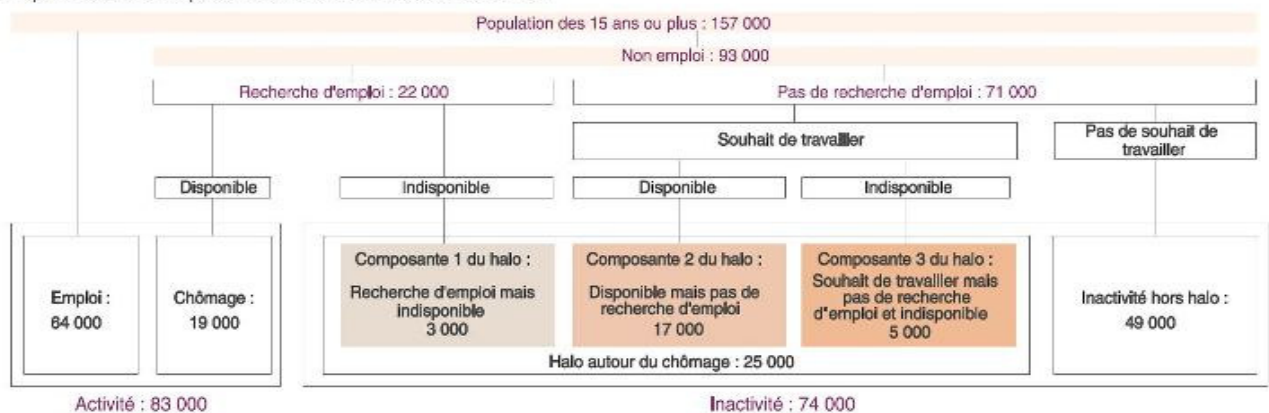 Population des 15 ans ou plus : 157 000
Non emploi : 93 000
Recherche d'emploi : 22 000
Pas de recherche d'emploi : 71 000
Souhait de travailler
Pas de souhait de
travailler
Disponible
Indisponible
Disponible
Indisponible
Emploi :
64 000
Chômage :
19 000
Composante 1 du halo :
Recherche d'emploi mais
indisponible
3 000
Composante 2 du halo :
Disponible mais pas de
recherche d'emploi
17 000
Composante 3 du halo :
Souhait de travailler mais
pas de recherche
d'emploi et indisponible
5 000
Halo autour du chômage : 25 000
Inactivité hors halo :
49 000
Activité : 83 000
Inactivité : 74 000